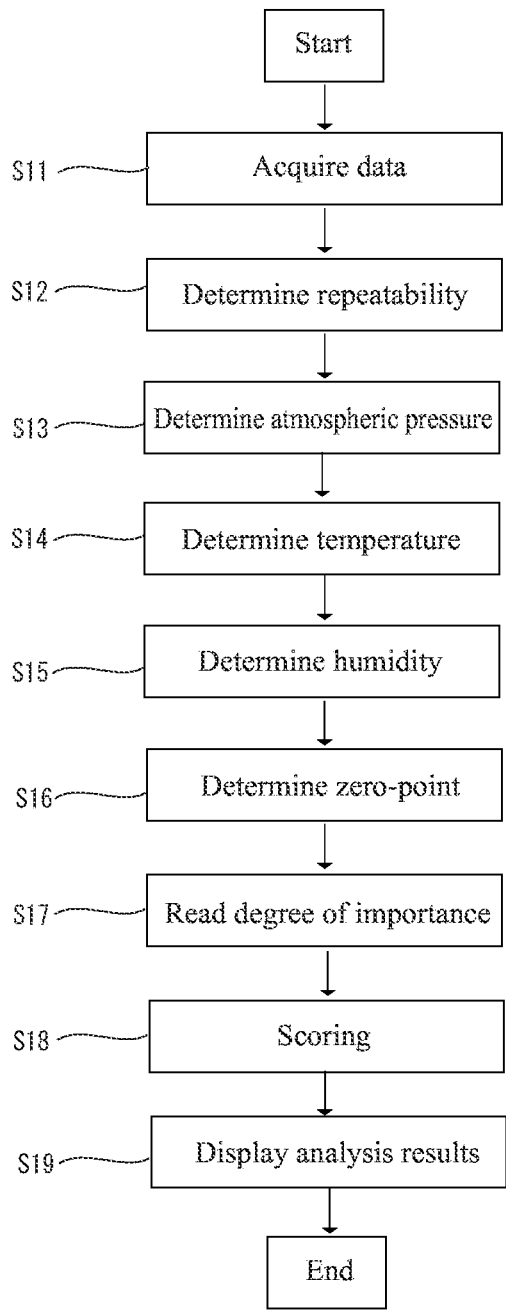 Start
S11 Acquire data
S12 Determine repeatability
S13 Determine atmospheric pressure
S14 Determine temperature
S15 Determine humidity
S16 Determine zero-point
S17 Read degree of importance
S18 Scoring
S19 Display analysis results
End